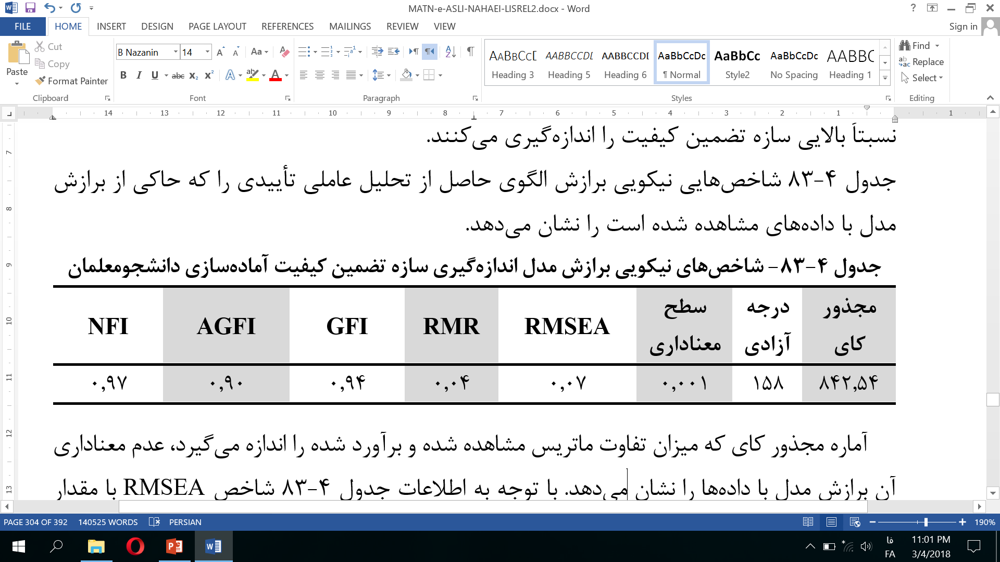 MATN-e-ASLI-NAHAEI-LISREL2.docx - Word
FILE HOME INSERT DESIGN PAGE LAYOUT REFERENCES MAILINGS REVIEW VIEW Sign in
Paste Cut Copy Format Painter Clipboard
B Nazanin 14 Font
Paragraph
AABBCCD Heading 3
AABBCCDI Heading 5
AABBCCDI Heading 6
AaBbCcDc ¶ Normal
AaBbCc Style2
AaBbCcDc No Spacing
AABBC Heading 1
Styles
Find Replace Select Editing
14 13 12 11 10 9 8 7 6 5 4 3 2 1 1
نسبتاً بالایی سازه تضمین کیفیت را اندازه‌گیری می‌کنند.
جدول ۴-۸۳ شاخص‌هایی نیکویی برازش الگوی حاصل از تحلیل عاملی تأییدی را که حاکی از برازش
مدل با داده‌های مشاهده شده است را نشان می‌دهد.
جدول ۴-۸۳- شاخص‌های نیکویی برازش مدل اندازه‌گیری سازه تضمین کیفیت آماده‌سازی دانشجومعلمان
مجذور کای درجه آزادی سطح معناداری RMSEA RMR GFI AGFI NFI
۸۴۲,۵۴ ۱۵۸ ۰,۰۰۱ ۰,۰۷ ۰,۰۴ ۰,۹۴ ۰,۹۰ ۰,۹۷
آماره مجذور کای که میزان تفاوت ماتریس مشاهده شده و برآورد شده را اندازه می‌گیرد، عدم معناداری
آن برازش مدل با داده‌ها را نشان می‌دهد. با توجه به اطلاعات جدول ۴-۸۳ شاخص RMSEA با مقدار
7
8
9
10
11
12
13
PAGE 304 OF 392 140525 WORDS PERSIAN 190%
فا 11:01 PM
FA 3/4/2018